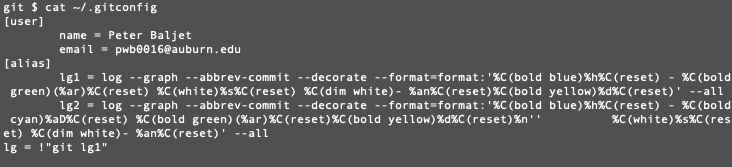 git $ cat ~/.gitconfig
[user]
        name = Peter Baljet
        email = pwb0016@auburn.edu
[alias]
        lg1 = log --graph --abbrev-commit --decorate --format=format:'%C(bold blue)%h%C(reset) - %C(bold
 green)(%ar)%C(reset) %C(white)%s%C(reset) %C(dim white)- %an%C(reset)%C(bold yellow)%d%C(reset)' --all
        lg2 = log --graph --abbrev-commit --decorate --format=format:'%C(bold blue)%h%C(reset) - %C(bold
 cyan)%aD%C(reset) %C(bold green)(%ar)%C(reset)%C(bold yellow)%d%C(reset)%n''          %C(white)%s%C(res
et) %C(dim white)- %an%C(reset)' --all
lg = !"git lg1"